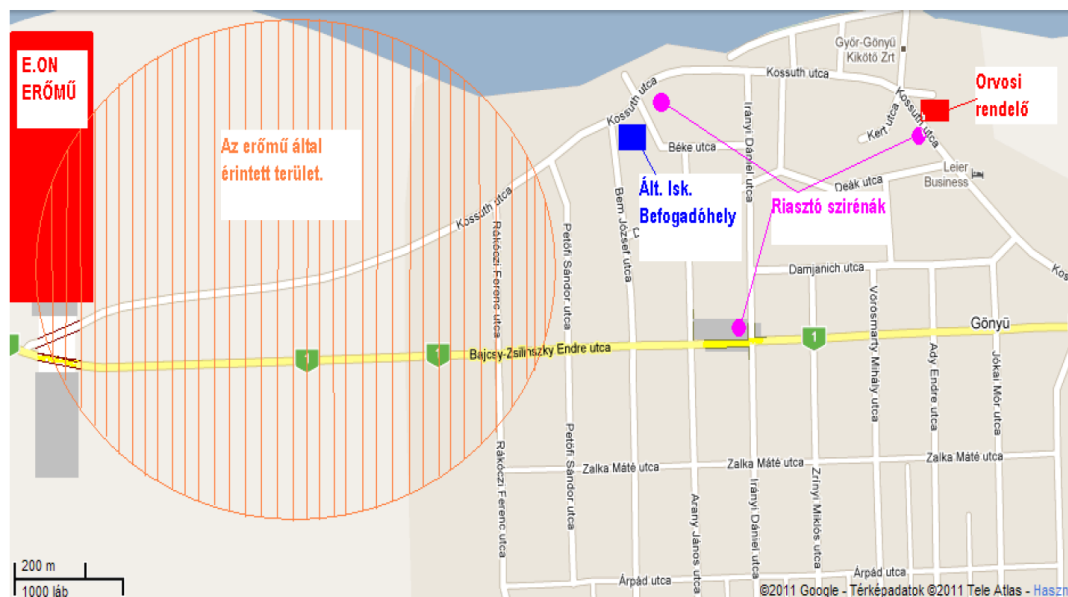 E.ON
ERŐMŰ
Az erőmű által
érintett terület.
Győr-Gönyü
Kikötő Zrt
Kossuth utca
Orvosi
rendelő
Kossuth utca
Kossuth utca
Kert utca
Irányi Dániel utca
Béke utca
Leier
Business
Deák utca
Ált. Isk.
Befogadóhely
Riasztó szirénák
Kossuth utca
Bem József utca
Petőfi Sándor utca
Rákóczi Ferenc utca
Damjanich utca
Vörösmarty Mihály utca
Gönyü
1
1
1
Bajcsy-Zsilinszky Endre utca
Ady Endre utca
Jókai Mór utca
Zalka Máté utca
Zalka Máté utca
Rákóczi Ferenc utca
Petőfi Sándor utca
Arany János utca
Irányi Dániel utca
Zrínyi Miklós utca
Árpád utca
Árpád utca
200 m
1000 láb
©2011 Google - Térképadatok ©2011 Tele Atlas -